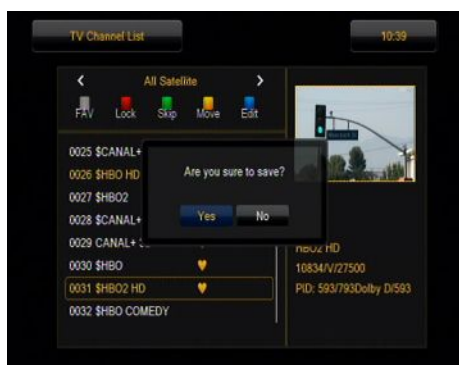 TV Channel List
10:39
All Satellite
FAV Lock Skip Move Edit
0025 $CANAL+
0026 $HBO HD
0027 $HBO2
0028 $CANAL+
0029 CANAL+
0030 $HBO
0031 $HBO2 HD
0032 $HBO COMEDY
Are you sure to save?
Yes No
HBO2 HD
10834/V/27500
PID: 593/793Dolby D/593